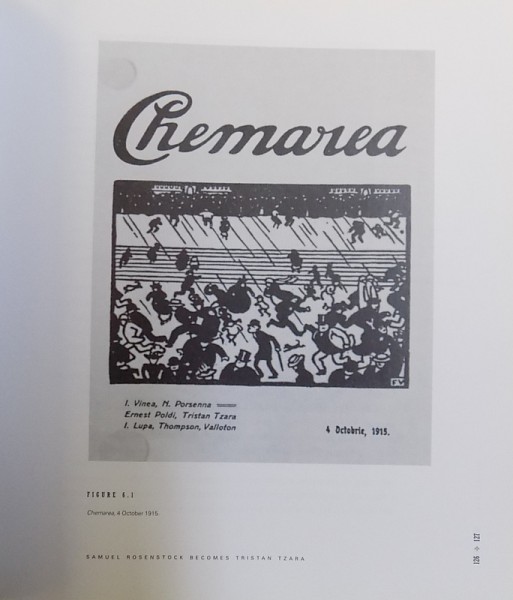 Chemarea
FV
I. Vinea, N. Porsenna
Ernest Poldi, Tristan Tzara
I. Lupa, Thompson, Valloton
4 Octobrie, 1915.
FIGURE 6.1
Chemarea, 4 October 1915.
SAMUEL ROSENSTOCK BECOMES TRISTAN TZARA